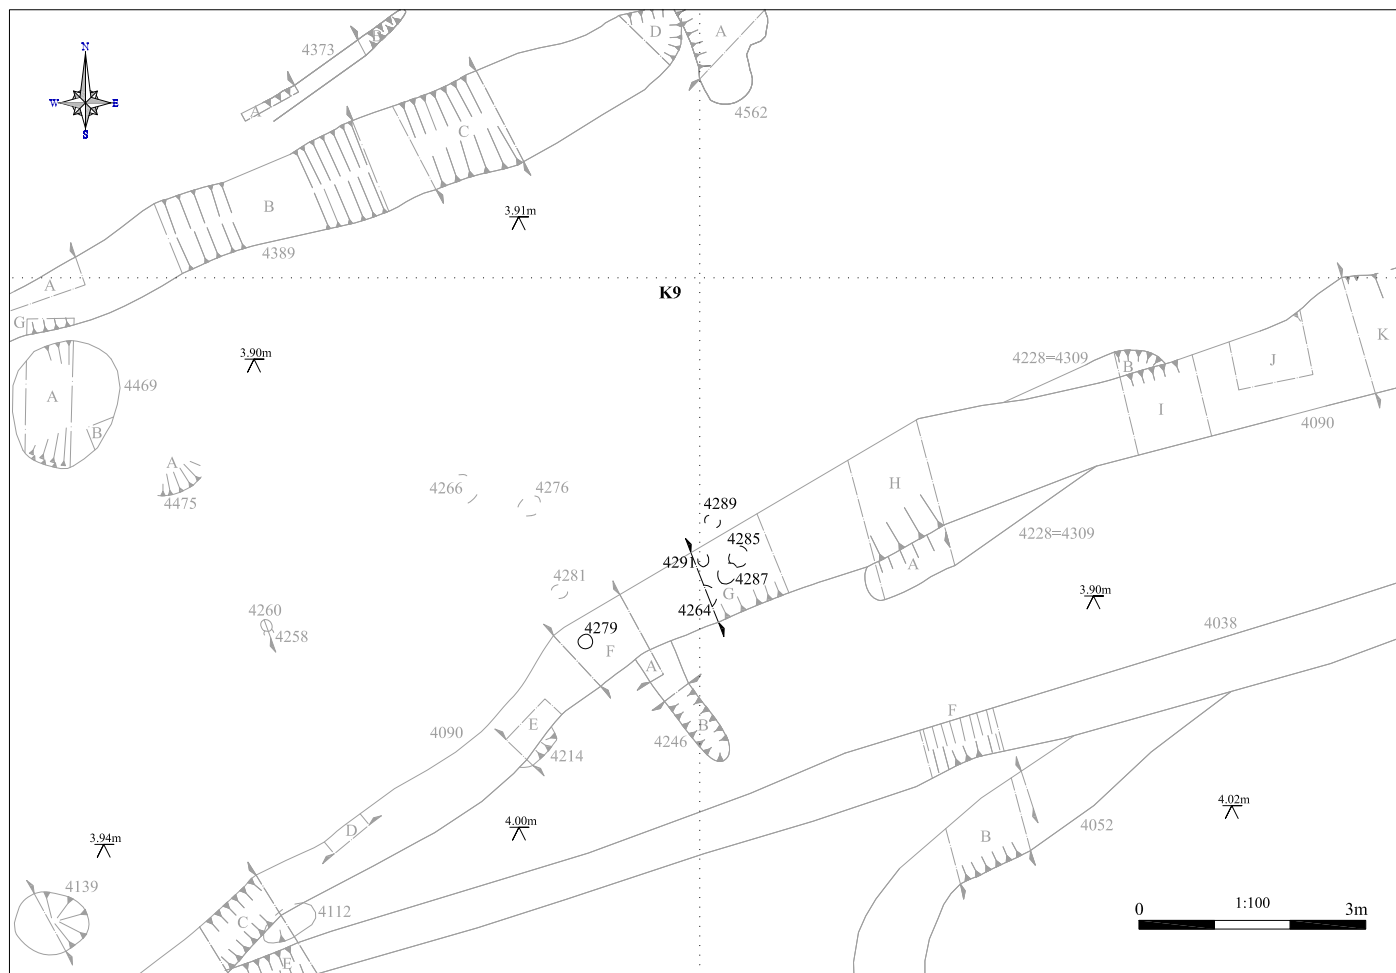 N
W E
S
4373
B
A
D
A
4562
C
B
4389
3.91m
A
G
K9
3.90m
4469
A
B
A
4475
4228=4309
B
K
J
I
4090
H
4266
4276
4289
4285
4291
4287
G
4264
4228=4309
A
3.90m
4281
4260
4258
4279
F
A
4038
4090
E
4214
B
4246
F
D
4.00m
4.02m
B
4052
3.94m
4139
C
4112
E
0 1:100 3m